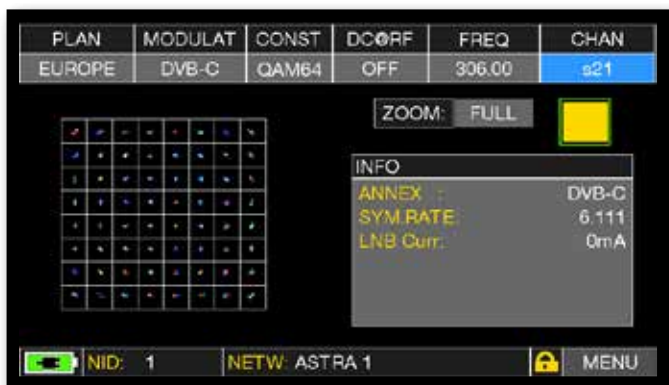 PLAN MODULAT CONST DC@RF FREQ CHAN
EUROPE DVB-C QAM64 OFF 306.00 s21
ZOOM: FULL
INFO
ANNEX : DVB-C
SYM.RATE 6.111
LNB Curr. 0mA
NID: 1 NETW: ASTRA 1 MENU